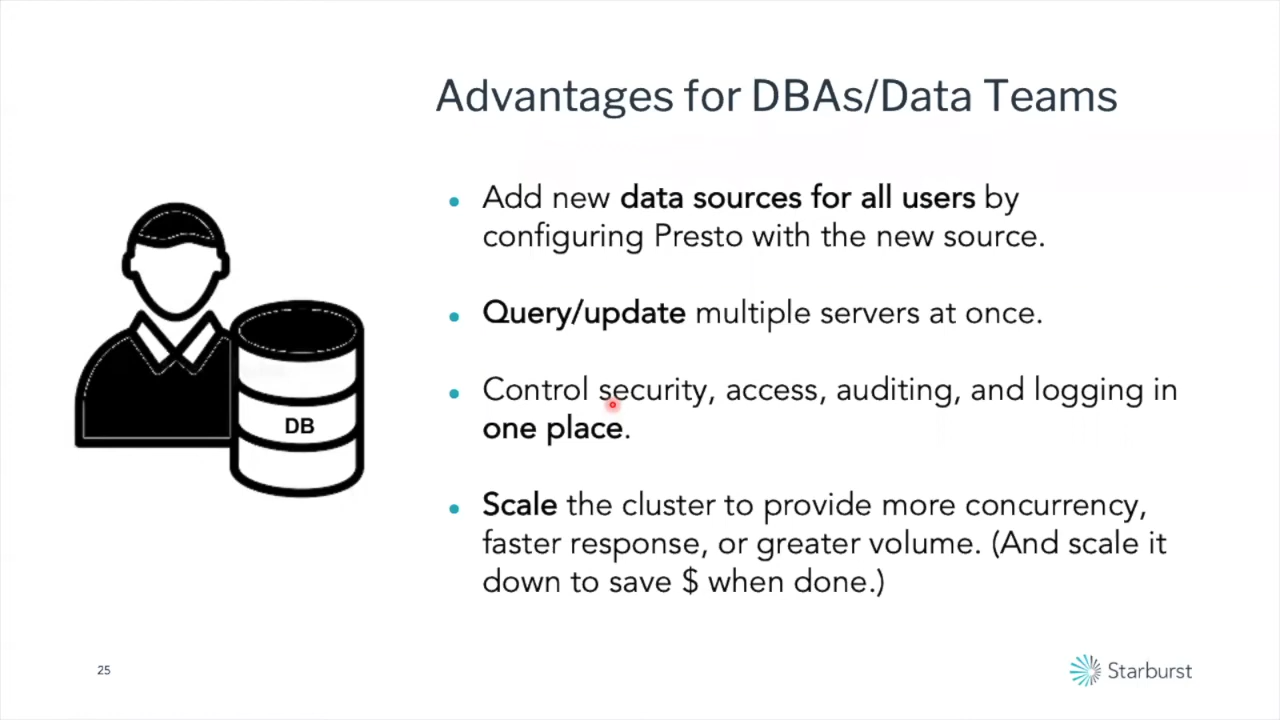 Advantages for DBAs/Data Teams
• Add new data sources for all users by
configuring Presto with the new source.
• Query/update multiple servers at once.
• Control security, access, auditing, and logging in
one place.
• Scale the cluster to provide more concurrency,
faster response, or greater volume. (And scale it
down to save $ when done.)
DB
25
Starburst